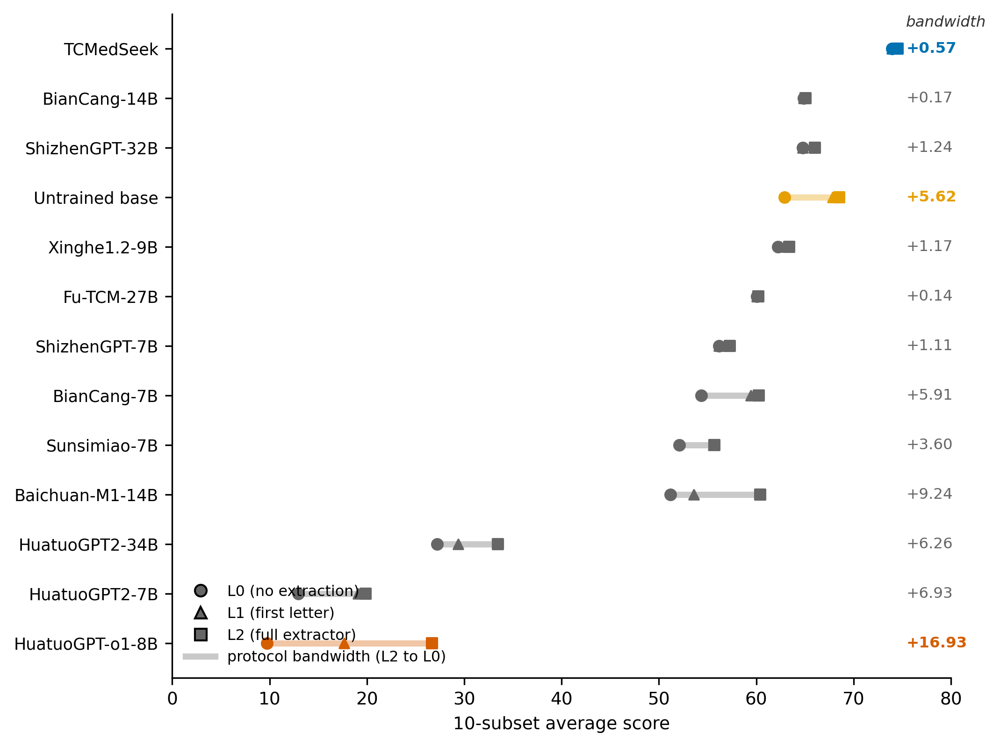 bandwidth
TCMedSeek +0.57
BianCang-14B +0.17
ShizhenGPT-32B +1.24
Untrained base +5.62
Xinghe1.2-9B +1.17
Fu-TCM-27B +0.14
ShizhenGPT-7B +1.11
BianCang-7B +5.91
Sunsimiao-7B +3.60
Baichuan-M1-14B +9.24
HuatuoGPT2-34B +6.26
HuatuoGPT2-7B +6.93
HuatuoGPT-o1-8B +16.93
L0 (no extraction)
L1 (first letter)
L2 (full extractor)
protocol bandwidth (L2 to L0)
0 10 20 30 40 50 60 70 80
10-subset average score